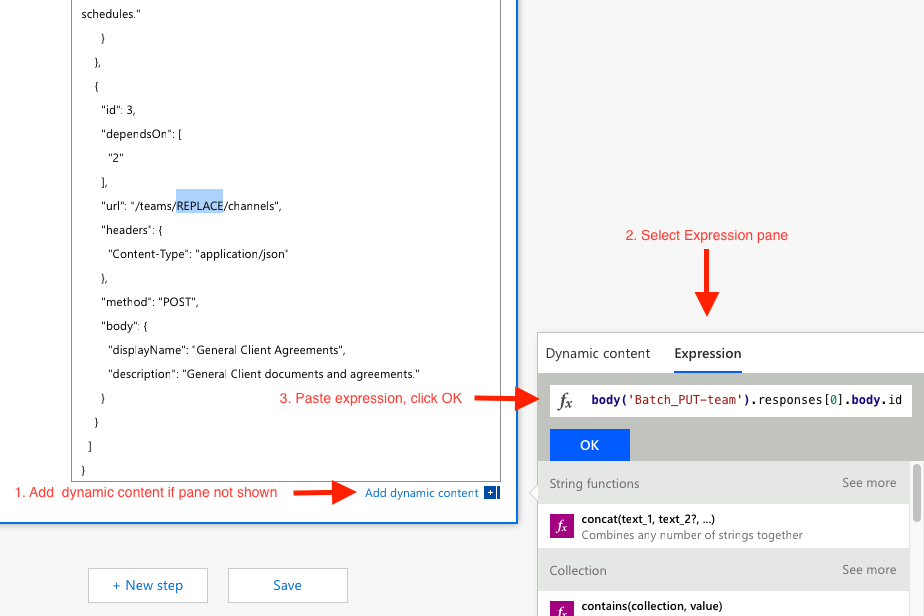 schedules."
}
},
{
"id": 3,
"dependsOn": [
"2"
],
"url": "/teams/REPLACE/channels",
"headers": {
"Content-Type": "application/json"
},
"method": "POST",
"body": {
"displayName": "General Client Agreements",
"description": "General Client documents and agreements."
}
}
]
}
1. Add dynamic content if pane not shown
Add dynamic content
+ New step
Save
2. Select Expression pane
Dynamic content
Expression
3. Paste expression, click OK
fx
body('Batch_PUT-team').responses[0].body.id
OK
String functions
See more
fx
concat(text_1, text_2?, ...)
Combines any number of strings together
Collection
See more
fx
contains(collection, value)